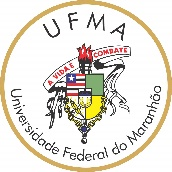 UFMA
A VIDA É COMBATE
Universidade Federal do Maranhão